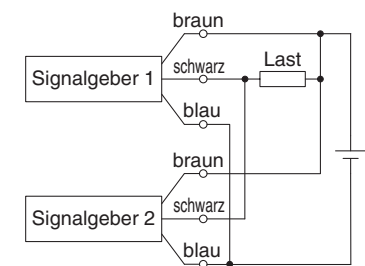 braun
Signalgeber 1
schwarz
Last
blau
braun
Signalgeber 2
schwarz
blau